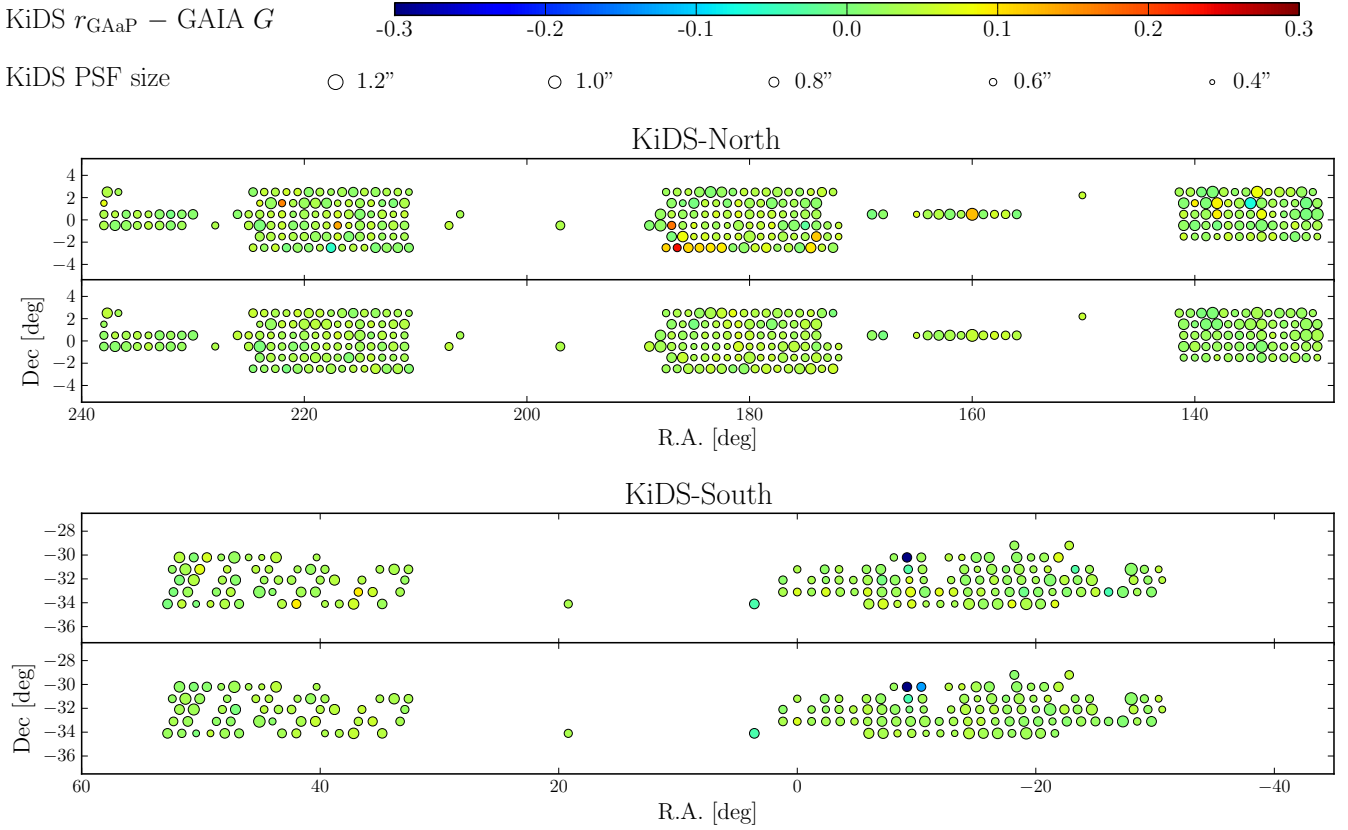 KiDS rGAaP − GAIA G
-0.3 -0.2 -0.1 0.0 0.1 0.2 0.3
KiDS PSF size 1.2” 1.0” 0.8” 0.6” 0.4”
KiDS-North
4
2
0
−2
−4
4
2
0
−2
−4
Dec [deg]
240 220 200 180 160 140
R.A. [deg]
KiDS-South
−28
−30
−32
−34
−36
−28
−30
−32
−34
−36
Dec [deg]
60 40 20 0 −20 −40
R.A. [deg]